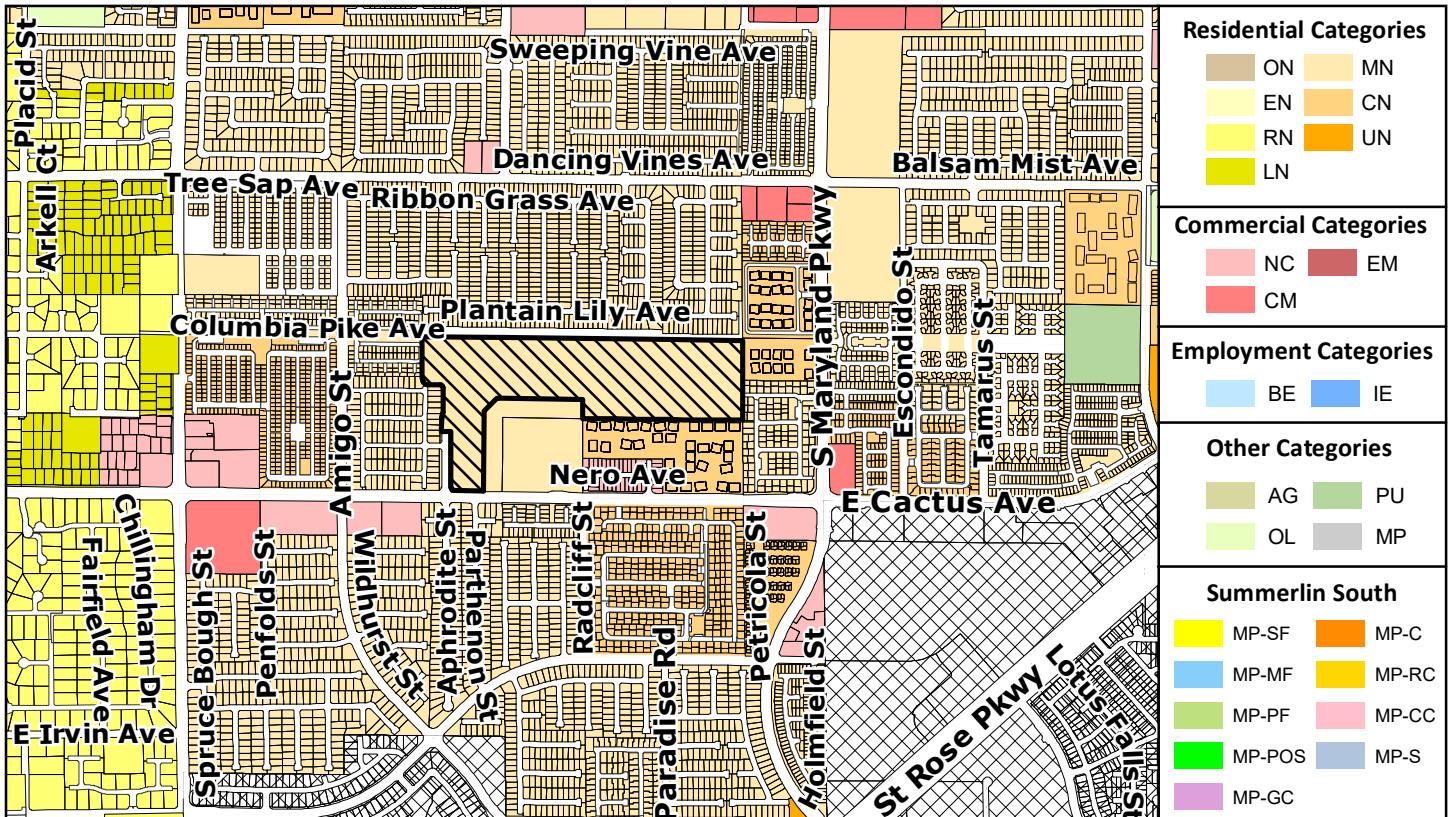 Placid St
Sweeping Vine Ave
Arkell Ct
Dancing Vines Ave
Balsam Mist Ave
Tree Sap Ave
Ribbon Grass Ave
S Maryland Pkwy
Escondido St
Tamarus St
Plantain Lily Ave
Columbia Pike Ave
Amigo St
Nero Ave
E Cactus Ave
Chillingham Dr
Fairfield Ave
Spruce Bough St
Penfolds St
Wildhurst St
Aphrodite St
Parthenon St
Radcliff St
Paradise Rd
Petricola St
Holmfield St
St Rose Pkwy
Lotus Falls St
E Irvin Ave
Residential Categories
ON MN
EN CN
RN UN
LN
Commercial Categories
NC EM
CM
Employment Categories
BE IE
Other Categories
AG PU
OL MP
Summerlin South
MP-SF MP-C
MP-MF MP-RC
MP-PF MP-CC
MP-POS MP-S
MP-GC